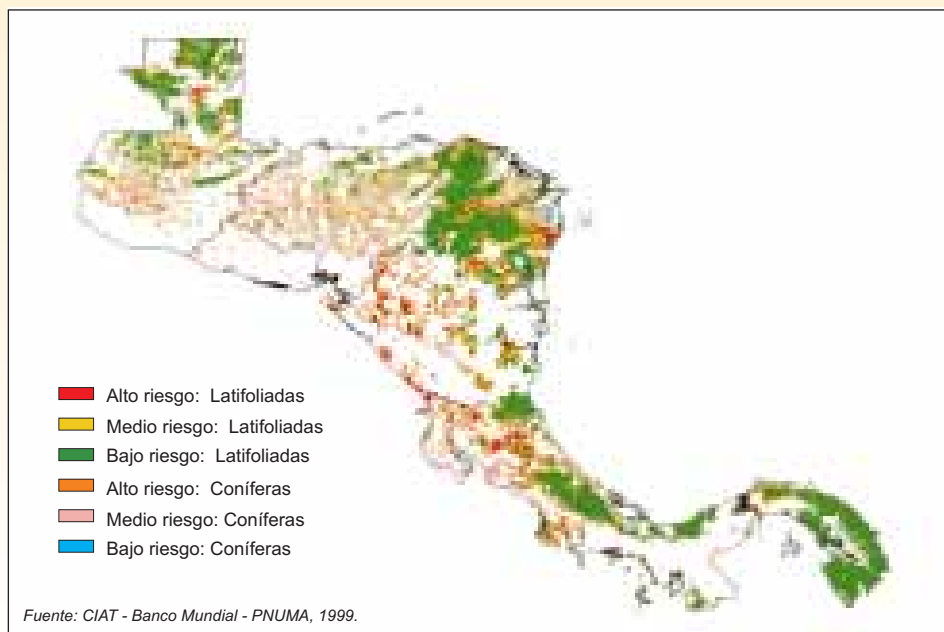 Alto riesgo: Latifoliadas
Medio riesgo: Latifoliadas
Bajo riesgo: Latifoliadas
Alto riesgo: Coníferas
Medio riesgo: Coníferas
Bajo riesgo: Coníferas
Fuente: CIAT - Banco Mundial - PNUMA, 1999.